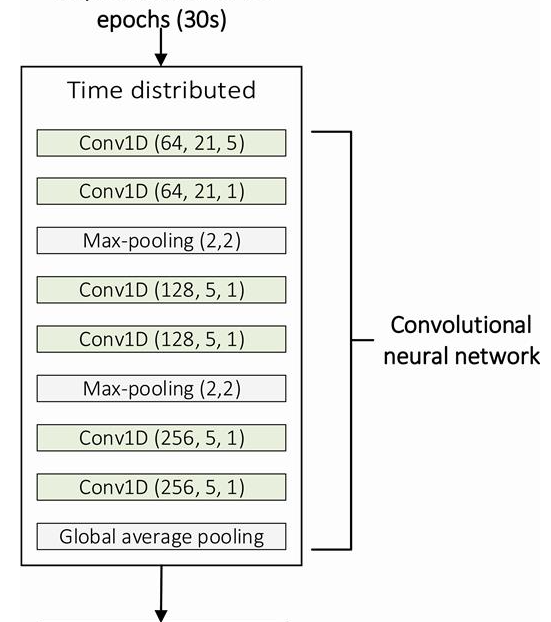 epochs (30s)
Time distributed
Conv1D (64, 21, 5)
Conv1D (64, 21, 1)
Max-pooling (2,2)
Conv1D (128, 5, 1)
Conv1D (128, 5, 1)
Max-pooling (2,2)
Conv1D (256, 5, 1)
Conv1D (256, 5, 1)
Global average pooling
Convolutional
neural network